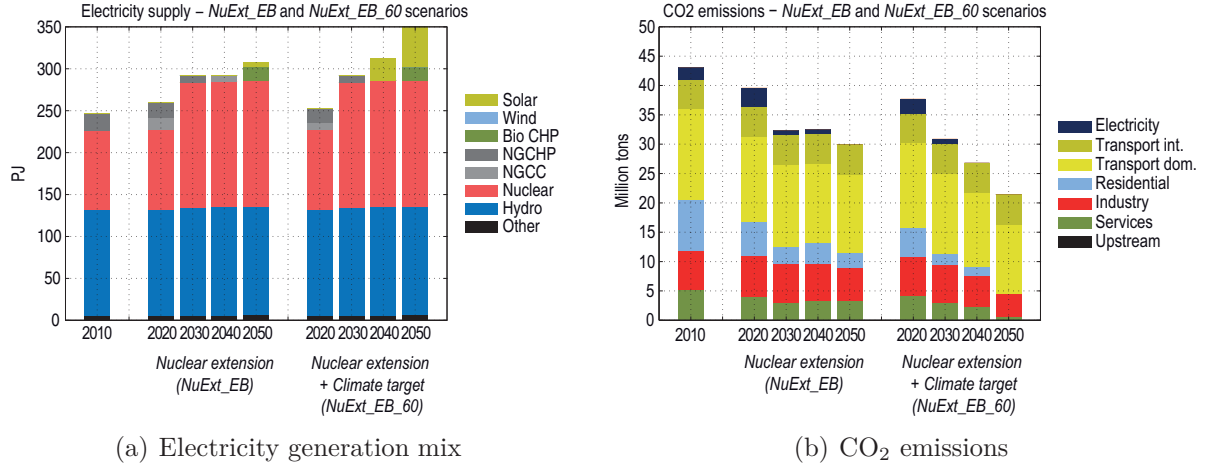 Electricity supply – NuExt_EB and NuExt_EB_60 scenarios
350
300
250
200
150
100
50
0
PJ
2010
2020 2030 2040 2050
2020 2030 2040 2050
Nuclear extension
(NuExt_EB)
Nuclear extension
+ Climate target
(NuExt_EB_60)
Solar
Wind
Bio CHP
NGCHP
NGCC
Nuclear
Hydro
Other
(a) Electricity generation mix
CO2 emissions – NuExt_EB and NuExt_EB_60 scenarios
50
45
40
35
30
25
20
15
10
5
0
Million tons
2010
2020 2030 2040 2050
2020 2030 2040 2050
Nuclear extension
(NuExt_EB)
Nuclear extension
+ Climate target
(NuExt_EB_60)
Electricity
Transport int.
Transport dom.
Residential
Industry
Services
Upstream
(b) CO₂ emissions